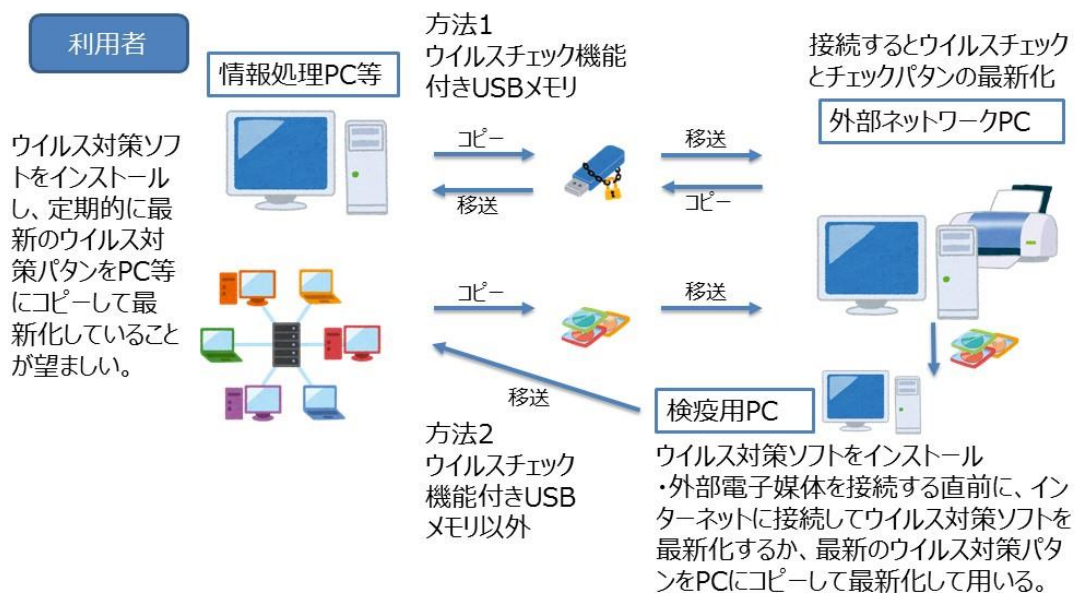 利用者
情報処理PC等
方法1
ウイルスチェック機能
付きUSBメモリ
接続するとウイルスチェック
とチェックパタンの最新化
外部ネットワークPC
ウイルス対策ソフ
トをインストール
し、定期的に最
新のウイルス対
策パタンをPC等
にコピーして最
新化していること
が望ましい。
コピー
移送
移送
コピー
コピー
移送
移送
方法2
ウイルスチェック
機能付きUSB
メモリ以外
検疫用PC
ウイルス対策ソフトをインストール
・外部電子媒体を接続する直前に、イン
ターネットに接続してウイルス対策ソフトを
最新化するか、最新のウイルス対策パタ
ンをPCにコピーして最新化して用いる。